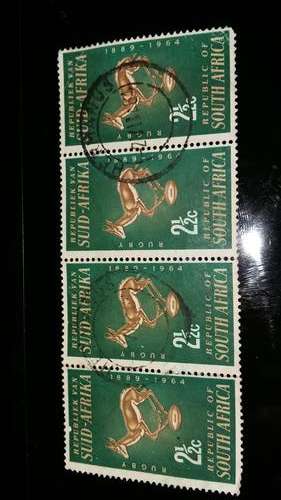 REPUBLIEK VAN
SUID-AFRIKA
RUGBY
1889-1964
2½c
REPUBLIC OF
SOUTH AFRICA
REPUBLIEK VAN
SUID-AFRIKA
RUGBY
1889-1964
2½c
REPUBLIC OF
SOUTH AFRICA
REPUBLIEK VAN
SUID-AFRIKA
RUGBY
1889-1964
2½c
REPUBLIC OF
SOUTH AFRICA
REPUBLIEK VAN
SUID-AFRIKA
RUGBY
1889-1964
2½c
REPUBLIC OF
SOUTH AFRICA